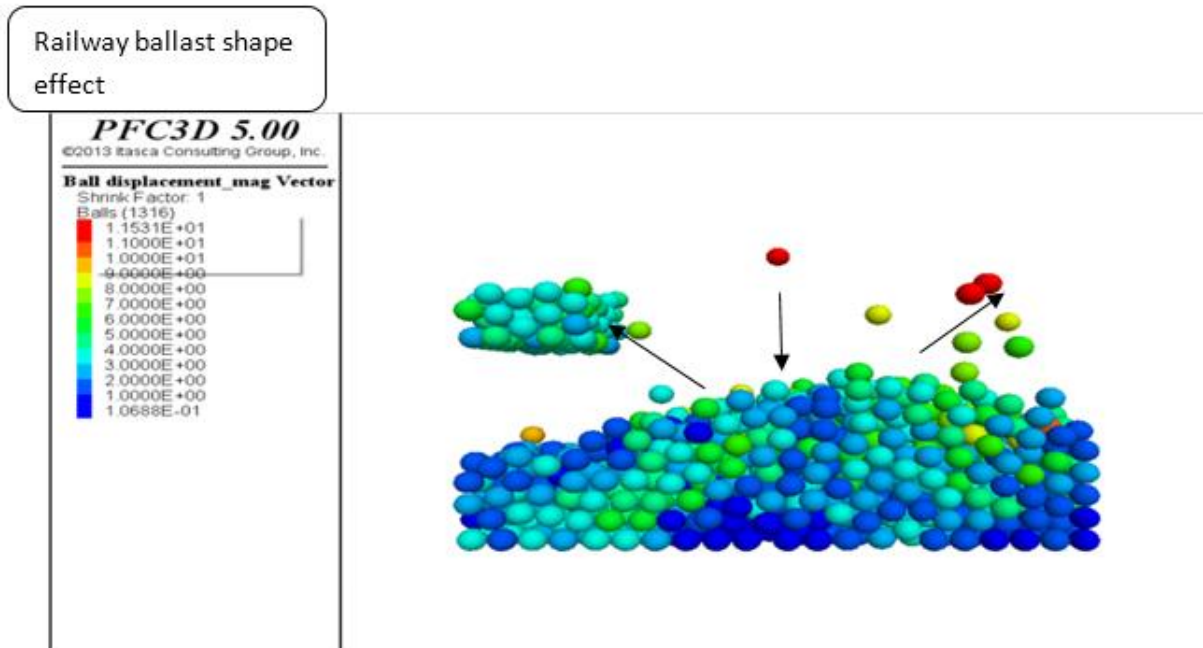 Railway ballast shape
effect
PFC3D 5.00
©2013 Itasca Consulting Group, Inc.
Ball displacement_mag Vector
Shrink Factor: 1
Balls (1316)
1.1531E+01
1.1000E+01
1.0000E+01
9.0000E+00
8.0000E+00
7.0000E+00
6.0000E+00
5.0000E+00
4.0000E+00
3.0000E+00
2.0000E+00
1.0000E+00
1.0688E-01